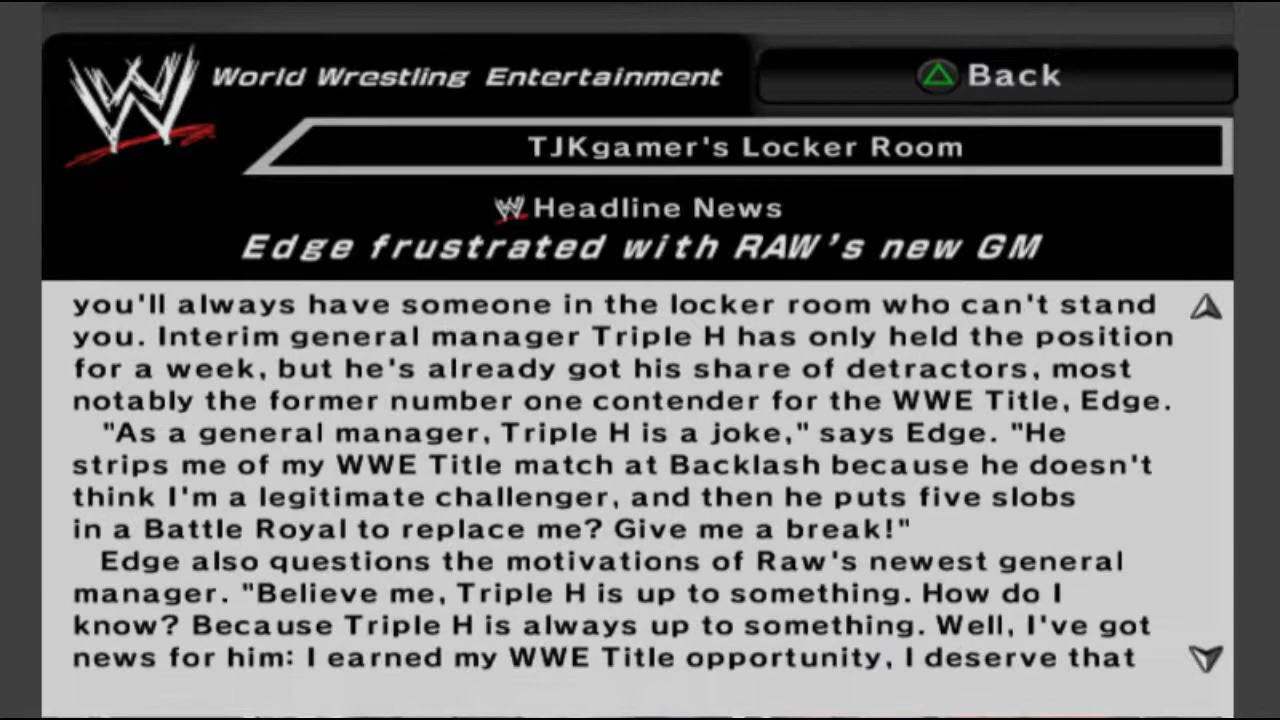 World Wrestling Entertainment
Back
TJKgamer's Locker Room
Headline News
Edge frustrated with RAW's new GM
you'll always have someone in the locker room who can't stand
you. Interim general manager Triple H has only held the position
for a week, but he's already got his share of detractors, most
notably the former number one contender for the WWE Title, Edge.
"As a general manager, Triple H is a joke," says Edge. "He
strips me of my WWE Title match at Backlash because he doesn't
think I'm a legitimate challenger, and then he puts five slobs
in a Battle Royal to replace me? Give me a break!"
Edge also questions the motivations of Raw's newest general
manager. "Believe me, Triple H is up to something. How do I
know? Because Triple H is always up to something. Well, I've got
news for him: I earned my WWE Title opportunity, I deserve that